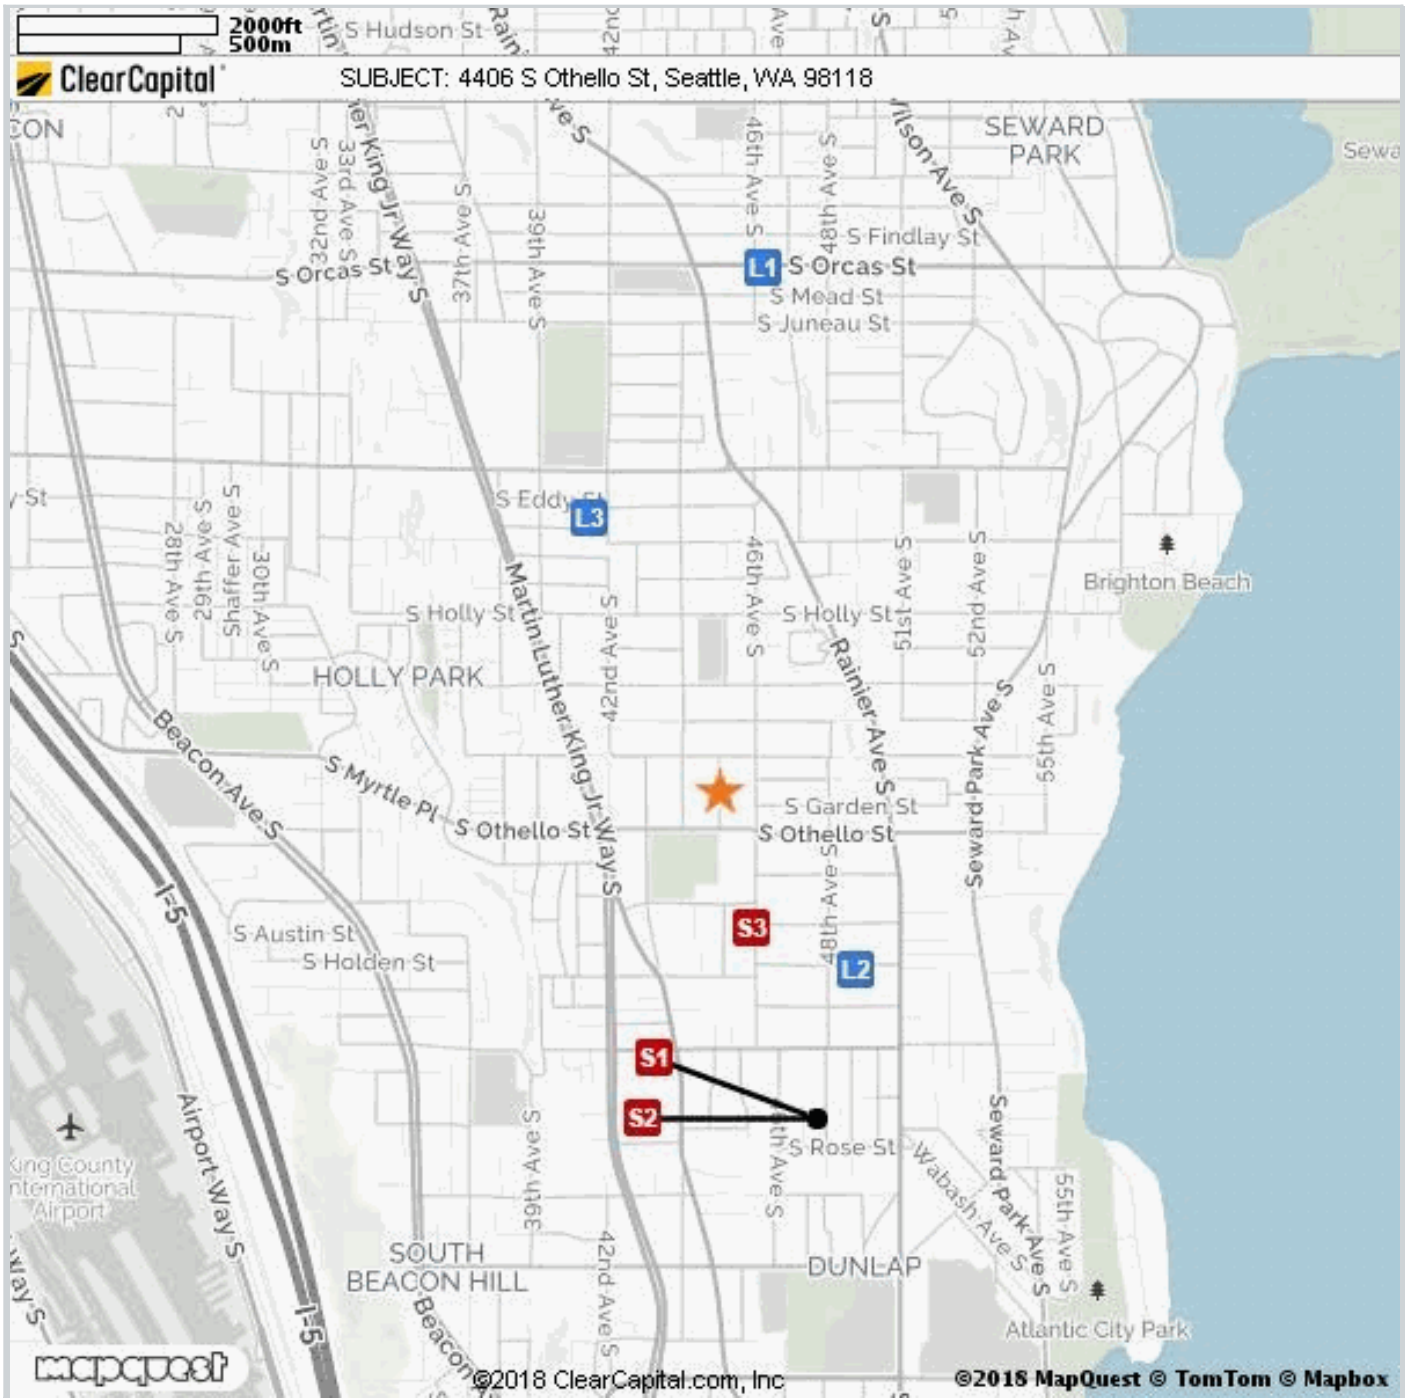 2000ft
500m
S Hudson St
42nd
Ave
ClearCapital
SUBJECT: 4406 S Othello St, Seattle, WA 98118
SEWARD
PARK
32nd Ave S
33rd Ave S
37th Ave S
39th Ave S
46th Ave S
48th Ave S
Wilson Ave S
S Findlay St
S Orcas St
L1
S Orcas St
S Mead St
S Juneau St
S Eddy St
L3
28th Ave S
29th Ave S
Shaffer Ave S
30th Ave S
46th Ave S
51st Ave S
52nd Ave S
Brighton Beach
S Holly St
S Holly St
42nd Ave S
Martin Luther King Jr Way S
Rainier Ave S
HOLLY PARK
55th Ave S
Seward Park Ave S
Beacon Ave S
S Myrtle Pl
S Garden St
S Othello St
S Othello St
48th Ave S
I-5
S3
S Austin St
S Holden St
L2
S1
S2
Airport Way S
39th Ave S
S Rose St
Wabash Ave S
Seward Park Ave S
55th Ave S
King County
International
Airport
SOUTH
BEACON HILL
42nd Ave S
DUNLAP
I-5
Beacon
Atlantic City Park
mapquest
©2018 ClearCapital.com, Inc
©2018 MapQuest © TomTom © Mapbox